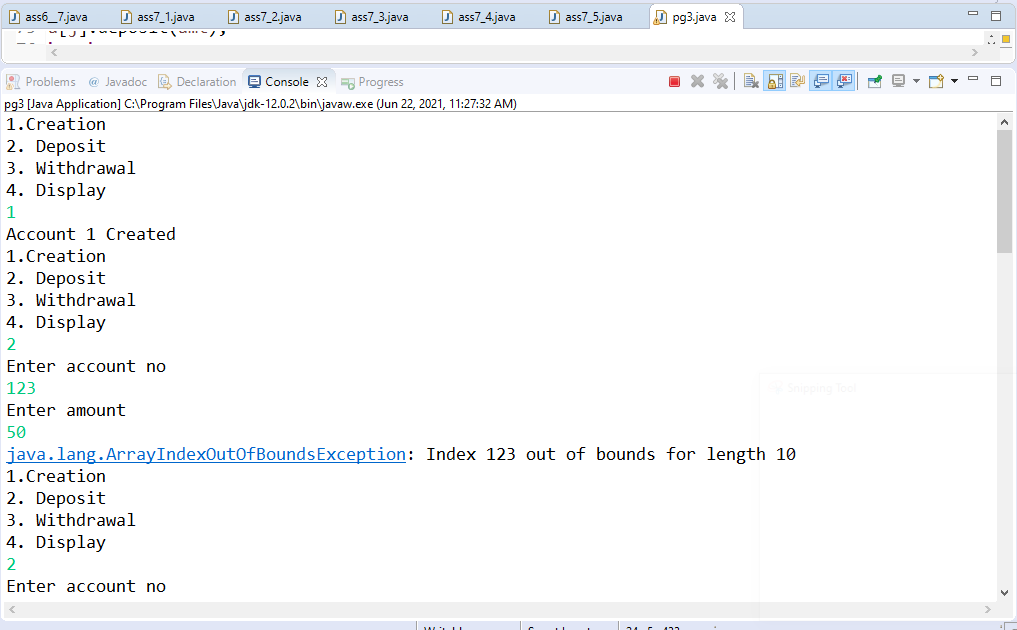 ass6__7.java ass7_1.java ass7_2.java ass7_3.java ass7_4.java ass7_5.java pg3.java
Problems @ Javadoc Declaration Console Progress
pg3 [Java Application] C:\Program Files\Java\jdk-12.0.2\bin\javaw.exe (Jun 22, 2021, 11:27:32 AM)
1.Creation
2. Deposit
3. Withdrawal
4. Display
1
Account 1 Created
1.Creation
2. Deposit
3. Withdrawal
4. Display
2
Enter account no
123
Enter amount
50
java.lang.ArrayIndexOutOfBoundsException: Index 123 out of bounds for length 10
1.Creation
2. Deposit
3. Withdrawal
4. Display
2
Enter account no
Snipping Tool